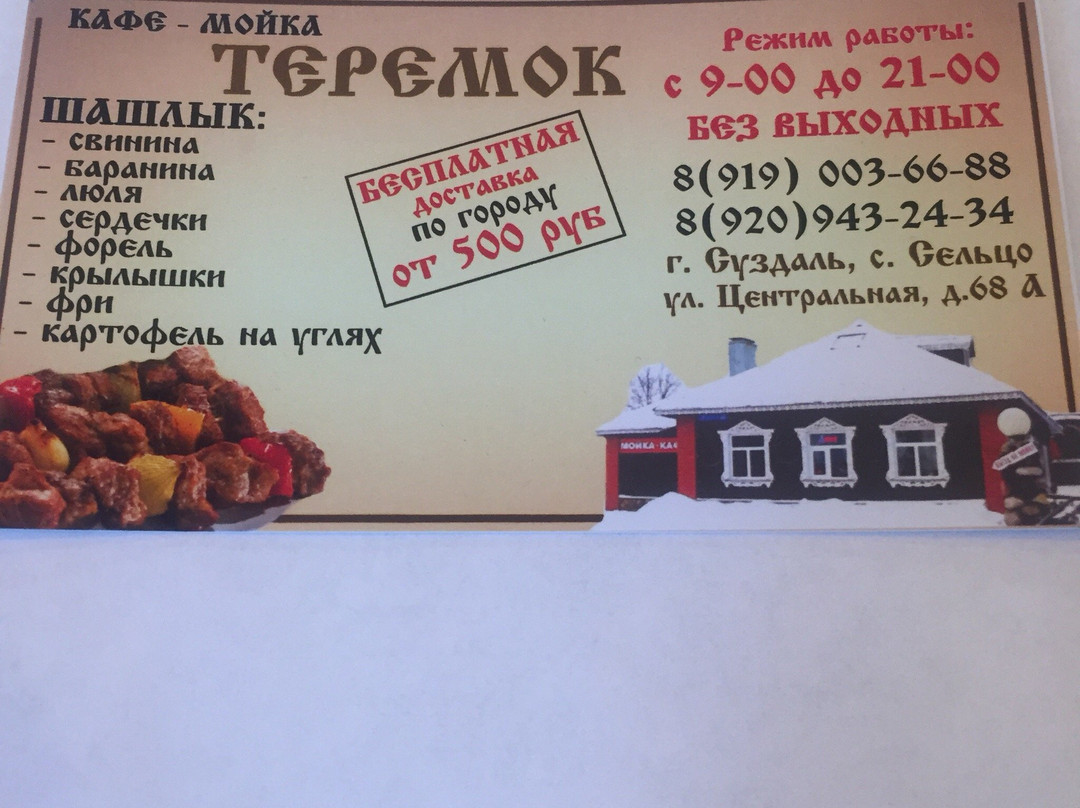 КАФЕ - МОЙКА
ТЕРЕМОК
ШАШЛЫК:
- свинина
- баранина
- люля
- сердечки
- форель
- крылышки
- фри
- картофель на углях
БЕСПЛАТНАЯ
доставка
по городу
от 500 руб
Режим работы:
с 9-00 до 21-00
БЕЗ ВЫХОДНЫХ
8(919) 003-66-88
8(920)943-24-34
г. Суздаль, с. Сельцо
ул. Центральная, д.68 А
МОЙКА-КАФЕ